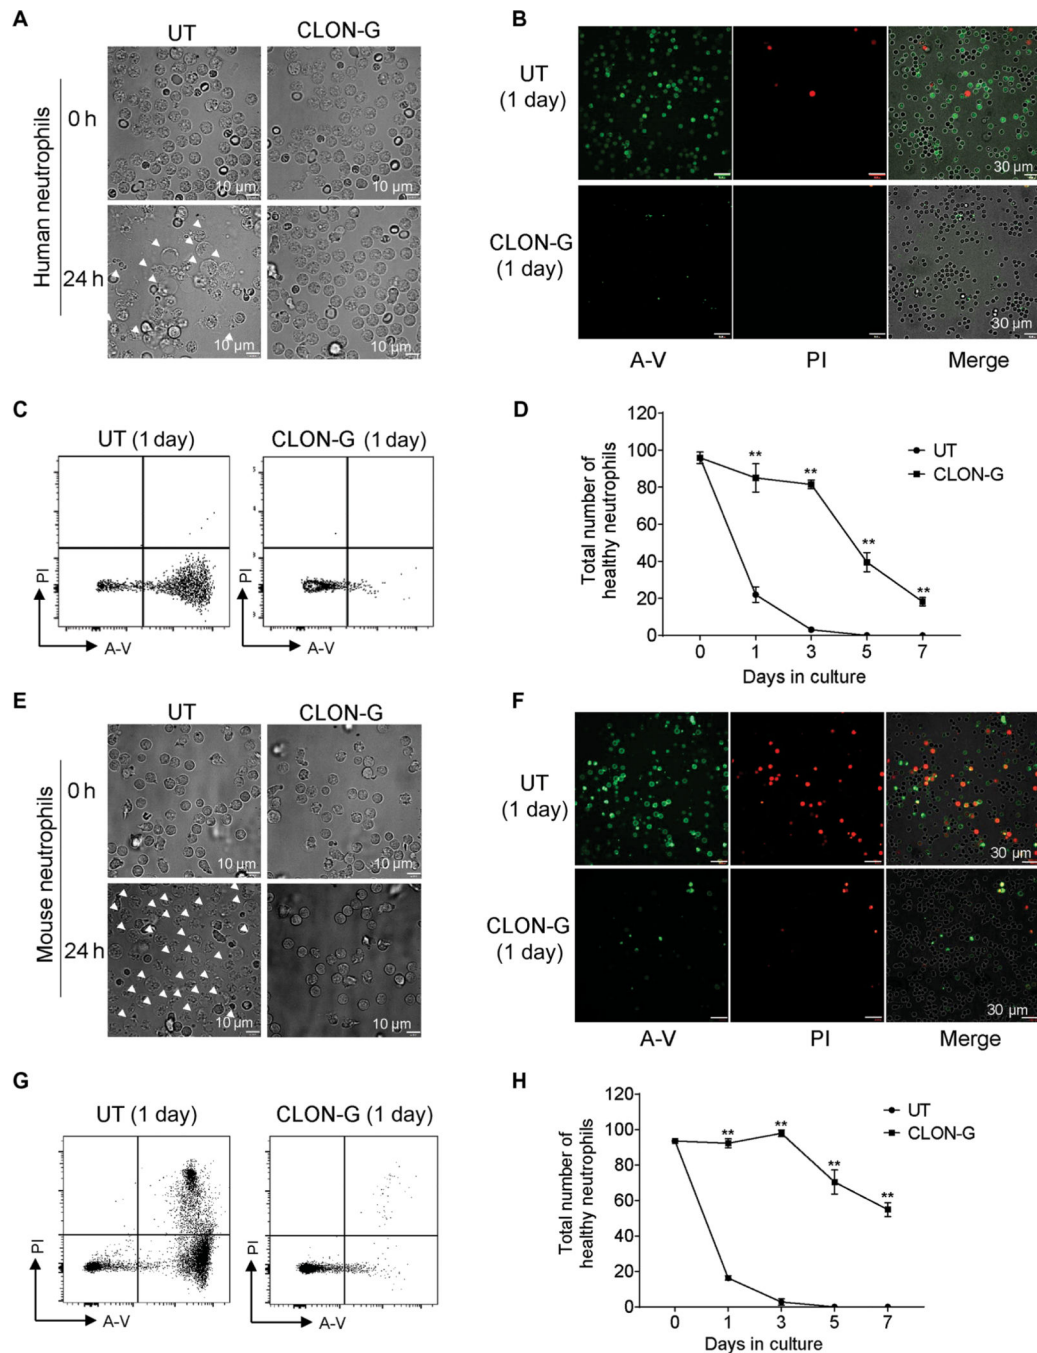 A
UT
CLON-G
Human neutrophils
0 h
10 µm
10 µm
24 h
10 µm
10 µm
B
UT
(1 day)
30 µm
CLON-G
(1 day)
30 µm
A-V
PI
Merge
C
UT (1 day)
CLON-G (1 day)
PI
A-V
PI
A-V
D
Total number of
healthy neutrophils
120
100
80
60
40
20
0
**
**
**
**
UT
CLON-G
0
1
3
5
7
Days in culture
E
UT
CLON-G
Mouse neutrophils
0 h
10 µm
10 µm
24 h
10 µm
10 µm
F
UT
(1 day)
30 µm
CLON-G
(1 day)
30 µm
A-V
PI
Merge
G
UT (1 day)
CLON-G (1 day)
PI
A-V
PI
A-V
H
Total number of
healthy neutrophils
120
100
80
60
40
20
0
**
**
**
**
UT
CLON-G
0
1
3
5
7
Days in culture